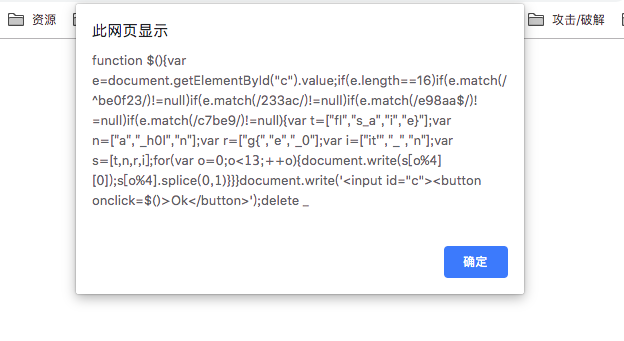 资源
攻击/破解
此网页显示
function $(){var
e=document.getElementById("c").value;if(e.length==16)if(e.match(/
^be0f23/)!=null)if(e.match(/233ac/)!=null)if(e.match(/e98aa$/)!
=null)if(e.match(/c7be9/)!=null){var t=["fl","s_a","i","e}"];var
n=["a","_h0l","n"];var r=["g{","e","_0"];var i=["it'","_","n"];var
s=[t,n,r,i];for(var o=0;o<13;++o){document.write(s[o%4]
[0]);s[o%4].splice(0,1)}}}document.write('<input id="c"><button
onclick=$()>Ok</button>');delete _
确定